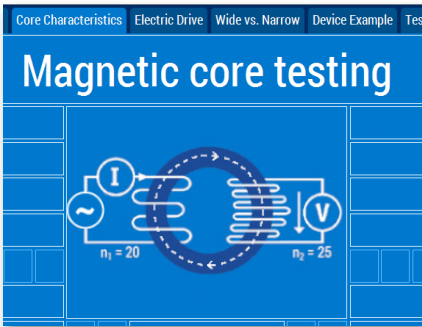 Core Characteristics Electric Drive Wide vs. Narrow Device Example
Magnetic core testing
I
~
V
n₁ = 20
n₂ = 25